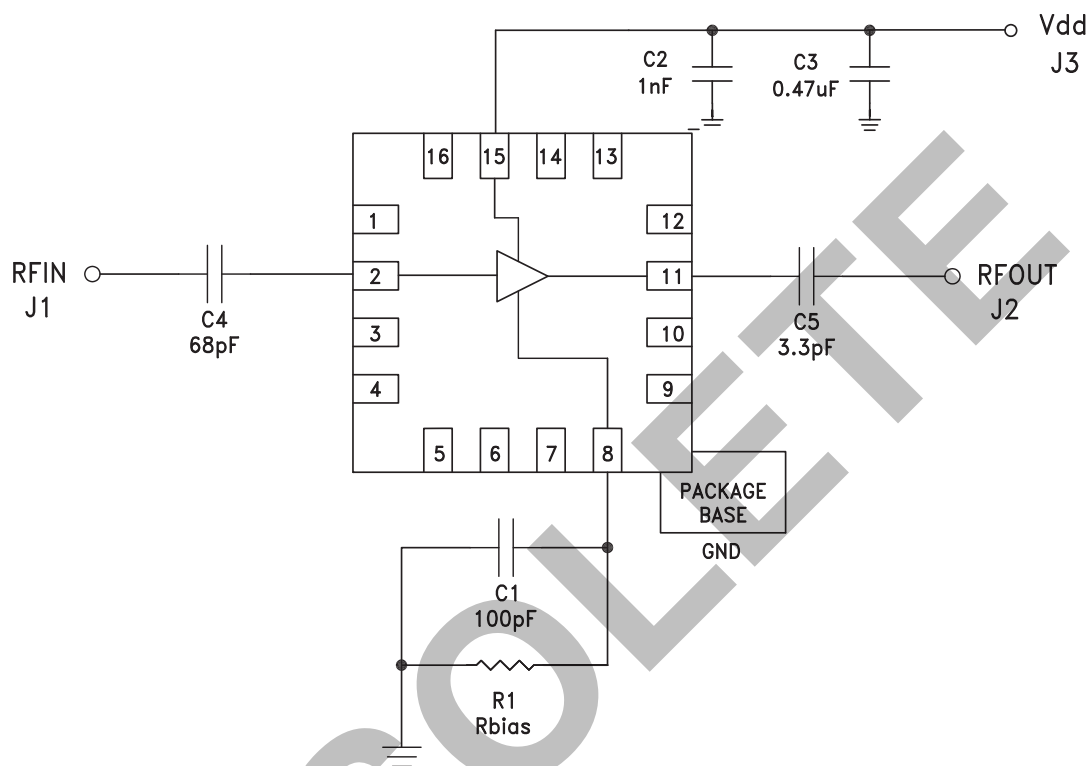 Vdd
J3
C2
1nF
C3
0.47uF
16
15
14
13
1
2
3
4
12
11
10
9
5
6
7
8
RFIN
J1
C4
68pF
C5
3.3pF
RFOUT
J2
PACKAGE
BASE
GND
C1
100pF
R1
Rbias
OLETE